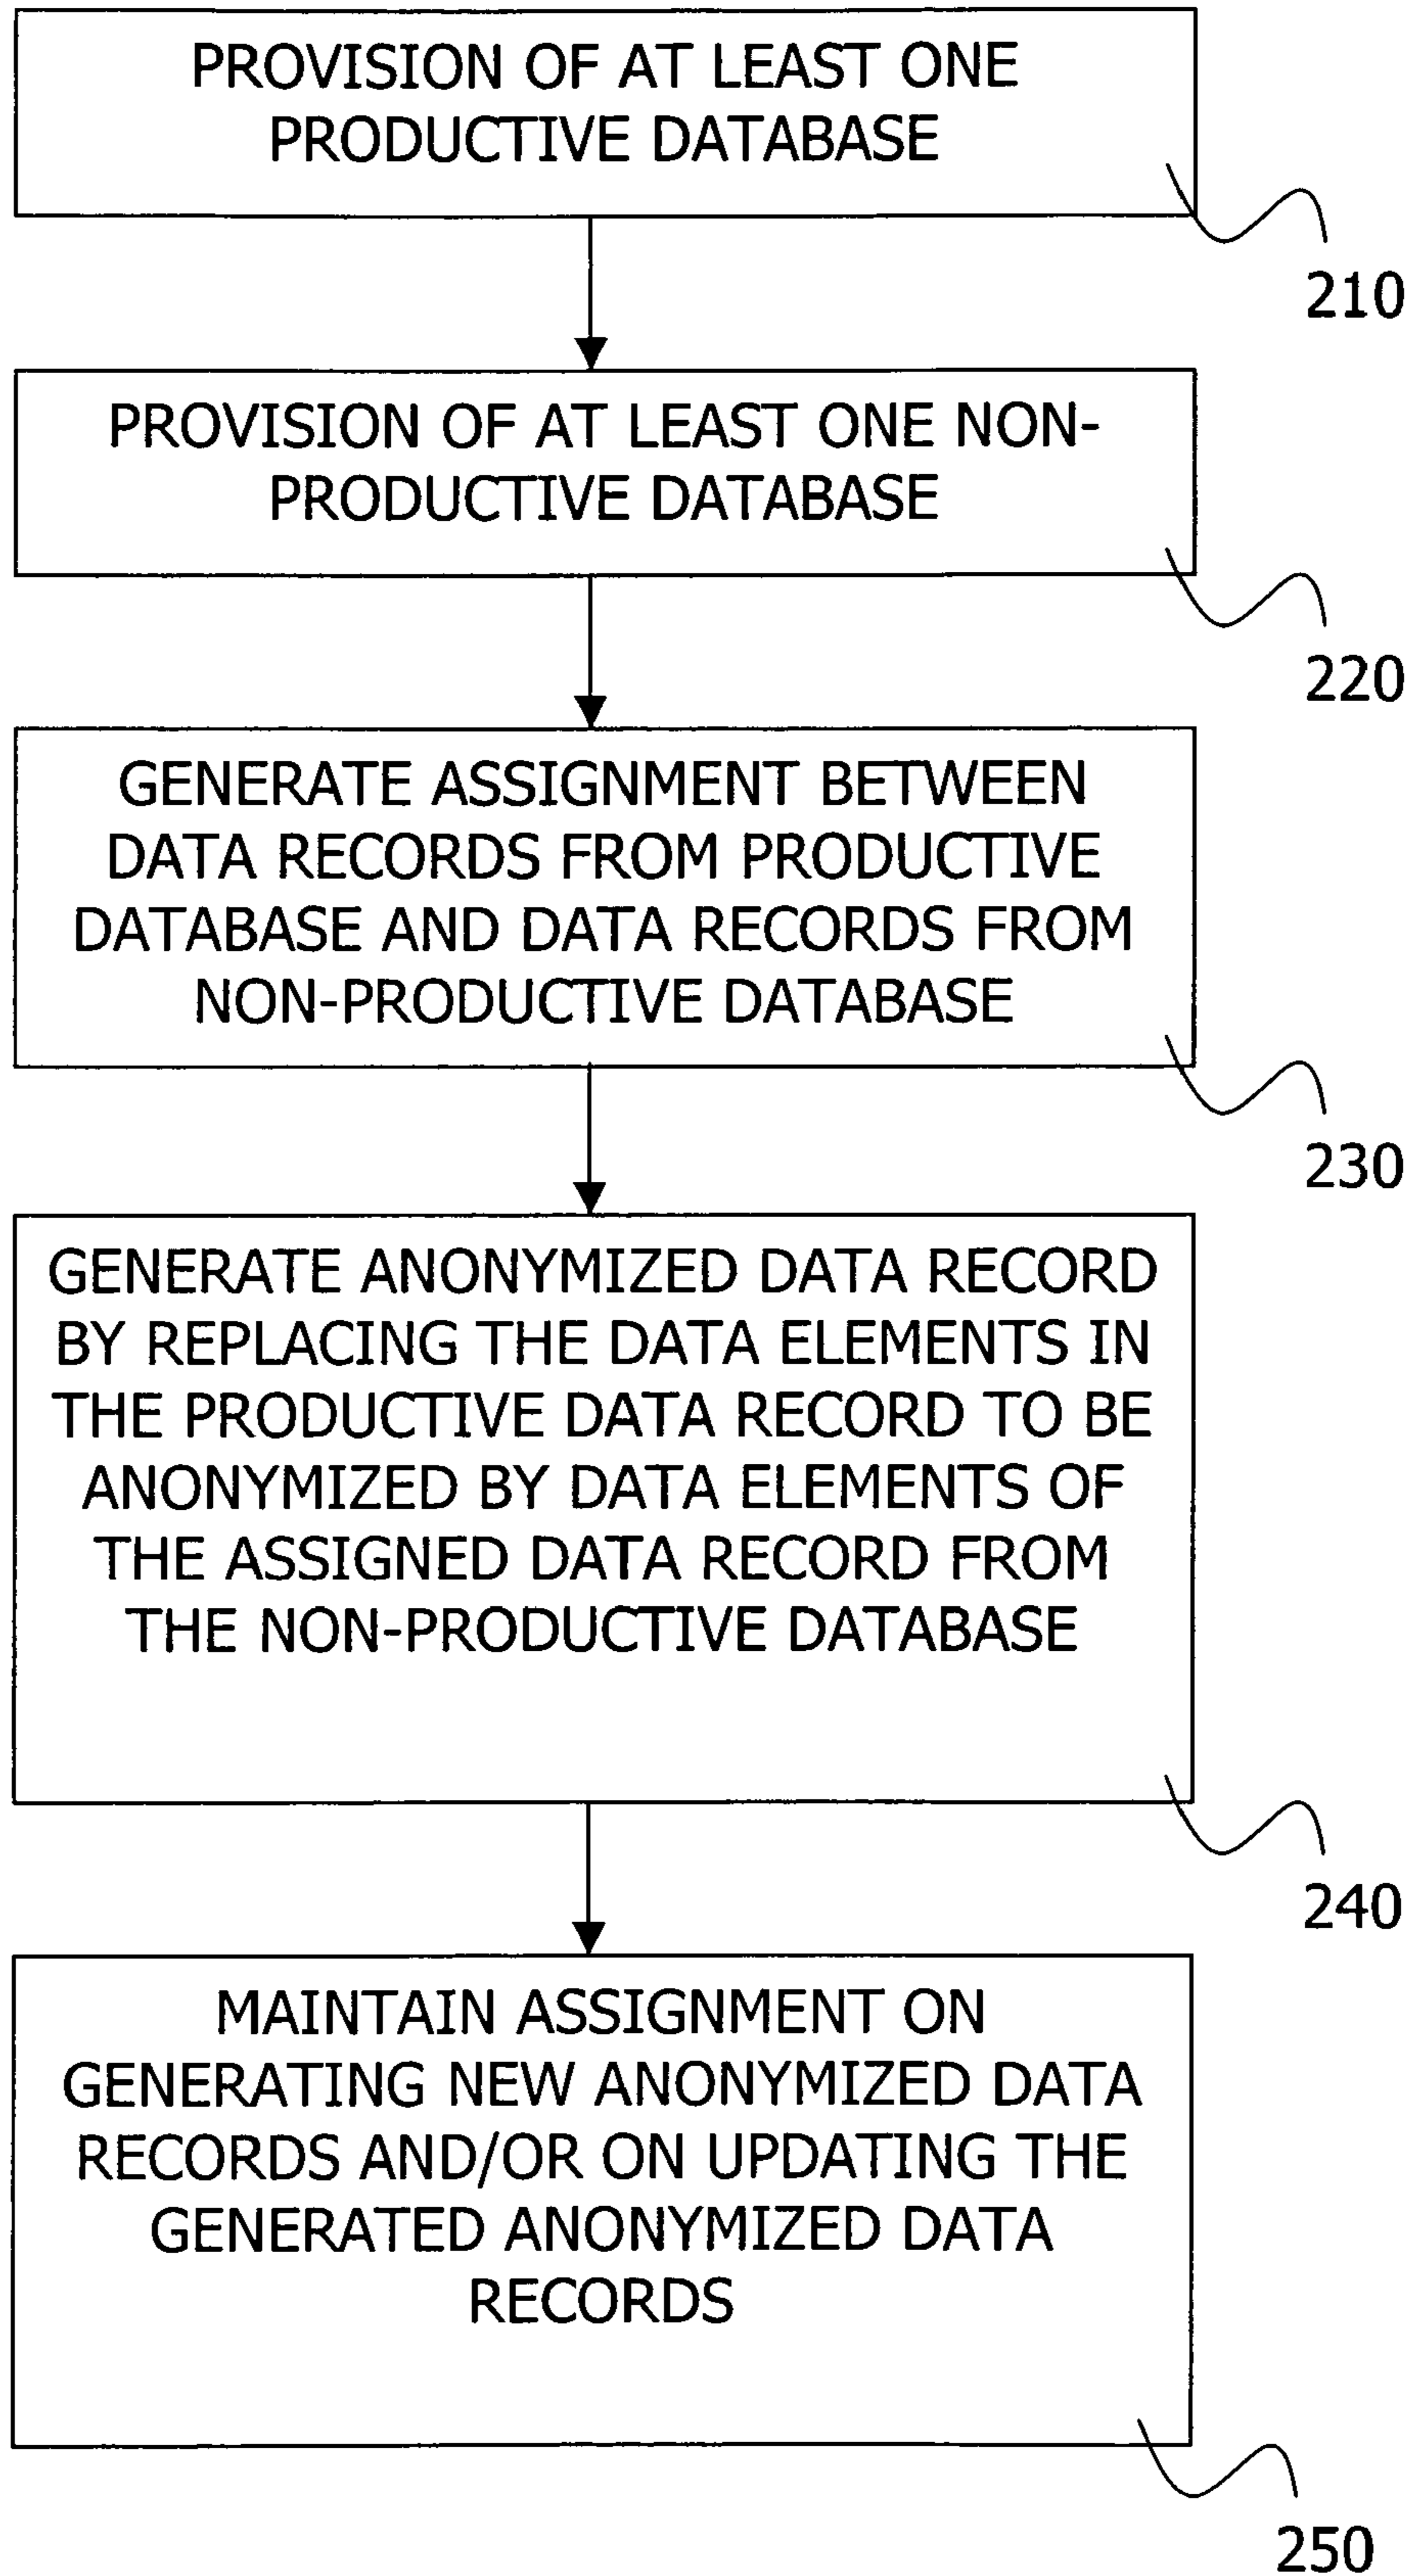 PROVISION OF AT LEAST ONE
PRODUCTIVE DATABASE
210
PROVISION OF AT LEAST ONE NON-
PRODUCTIVE DATABASE
220
GENERATE ASSIGNMENT BETWEEN
DATA RECORDS FROM PRODUCTIVE
DATABASE AND DATA RECORDS FROM
NON-PRODUCTIVE DATABASE
230
GENERATE ANONYMIZED DATA RECORD
BY REPLACING THE DATA ELEMENTS IN
THE PRODUCTIVE DATA RECORD TO BE
ANONYMIZED BY DATA ELEMENTS OF
THE ASSIGNED DATA RECORD FROM
THE NON-PRODUCTIVE DATABASE
240
MAINTAIN ASSIGNMENT ON
GENERATING NEW ANONYMIZED DATA
RECORDS AND/OR ON UPDATING THE
GENERATED ANONYMIZED DATA
RECORDS
250